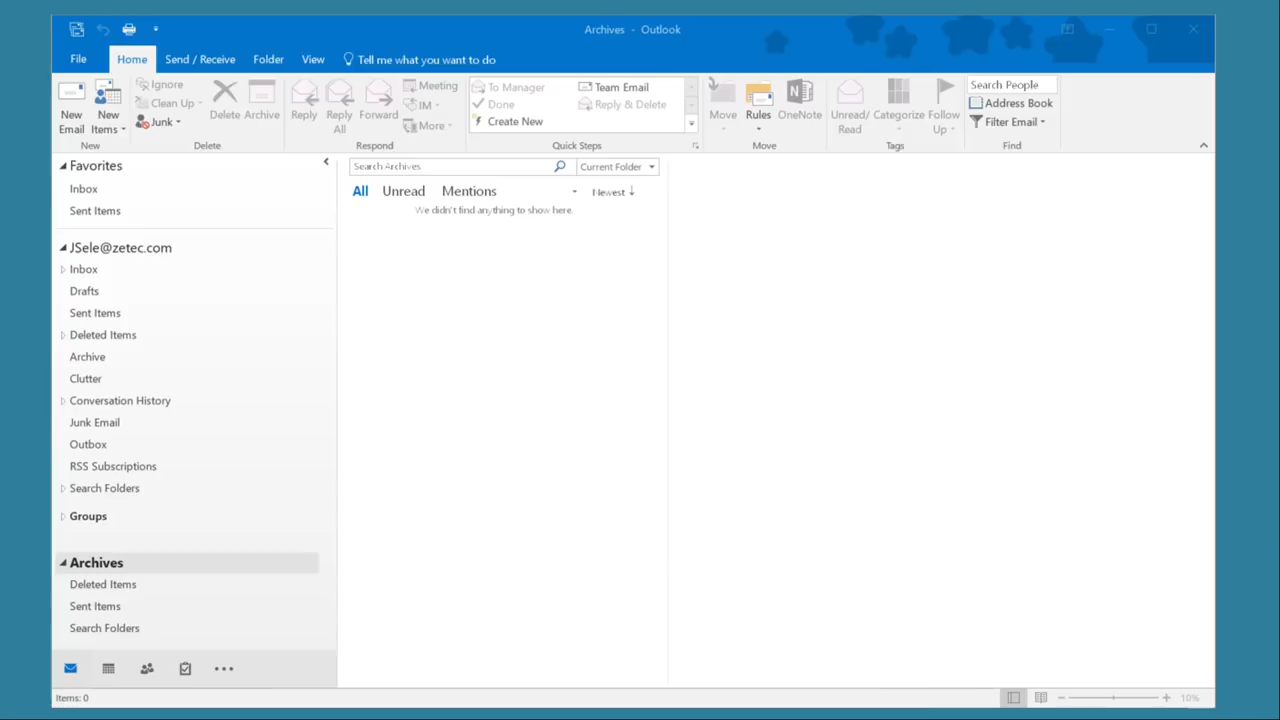 Archives - Outlook
File Home Send / Receive Folder View Tell me what you want to do
New Email
New Items
Ignore
Clean Up
Junk
Delete
Archive
Reply
Reply All
Forward
Meeting
IM
More
To Manager
Team Email
Done
Reply & Delete
Create New
Move
Rules
OneNote
Unread/ Read
Categorize
Follow Up
Search People
Address Book
Filter Email
New Delete Respond Quick Steps Move Tags Find
Favorites
Inbox
Sent Items
JSele@zetec.com
Inbox
Drafts
Sent Items
Deleted Items
Archive
Clutter
Conversation History
Junk Email
Outbox
RSS Subscriptions
Search Folders
Groups
Archives
Deleted Items
Sent Items
Search Folders
Search Archives
Current Folder
All Unread Mentions Newest
We didn't find anything to show here.
Items: 0
10%